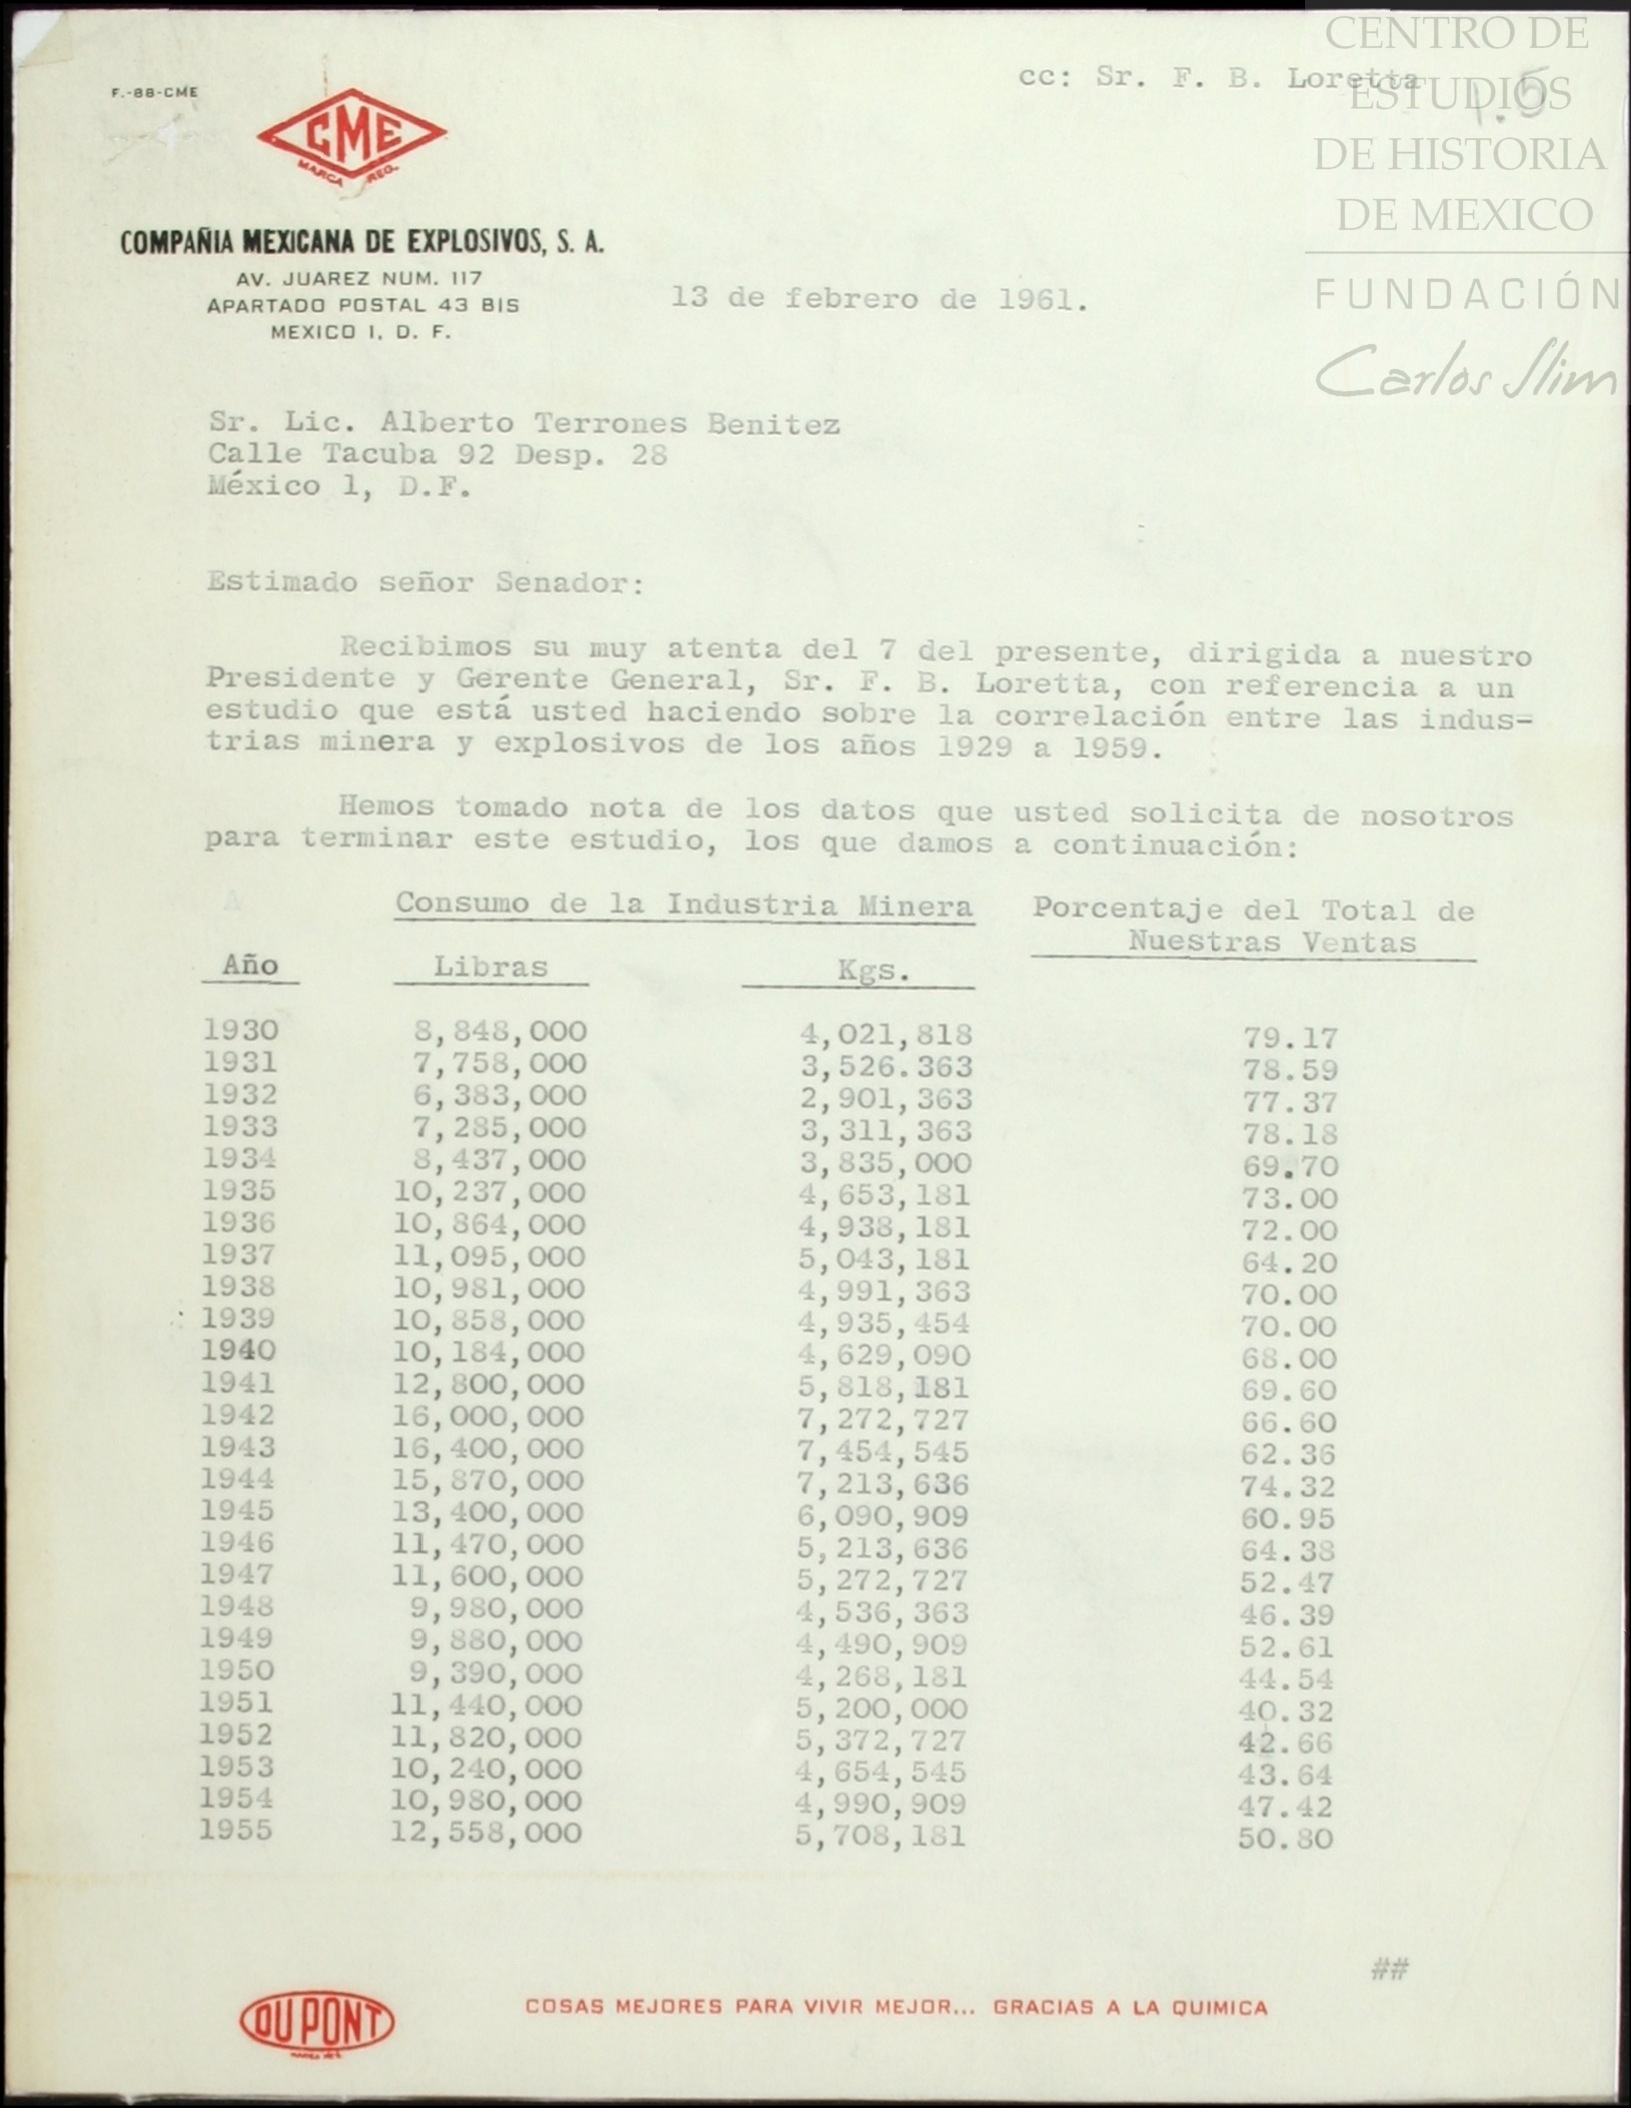 CENTRO DE
ESTUDIOS
DE HISTORIA
DE MEXICO
FUNDACIÓN
Carlos Slim
cc: Sr. F. B. Loretta
1.5
F.-88-CME
CME
MARCA REG.
COMPAÑIA MEXICANA DE EXPLOSIVOS, S. A.
AV. JUAREZ NUM. 117
APARTADO POSTAL 43 BIS
MEXICO 1, D. F.
13 de febrero de 1961.
Sr. Lic. Alberto Terrones Benitez
Calle Tacuba 92 Desp. 28
México 1, D.F.
Estimado señor Senador:
Recibimos su muy atenta del 7 del presente, dirigida a nuestro
Presidente y Gerente General, Sr. F. B. Loretta, con referencia a un
estudio que está usted haciendo sobre la correlación entre las indus-
trias minera y explosivos de los años 1929 a 1959.
Hemos tomado nota de los datos que usted solicita de nosotros
para terminar este estudio, los que damos a continuación:
Consumo de la Industria Minera Porcentaje del Total de
Nuestras Ventas
Año Libras Kgs.
1930 8,848,000 4,021,818 79.17
1931 7,758,000 3,526.363 78.59
1932 6,383,000 2,901,363 77.37
1933 7,285,000 3,311,363 78.18
1934 8,437,000 3,835,000 69.70
1935 10,237,000 4,653,181 73.00
1936 10,864,000 4,938,181 72.00
1937 11,095,000 5,043,181 64.20
1938 10,981,000 4,991,363 70.00
1939 10,858,000 4,935,454 70.00
1940 10,184,000 4,629,090 68.00
1941 12,800,000 5,818,181 69.60
1942 16,000,000 7,272,727 66.60
1943 16,400,000 7,454,545 62.36
1944 15,870,000 7,213,636 74.32
1945 13,400,000 6,090,909 60.95
1946 11,470,000 5,213,636 64.38
1947 11,600,000 5,272,727 52.47
1948 9,980,000 4,536,363 46.39
1949 9,880,000 4,490,909 52.61
1950 9,390,000 4,268,181 44.54
1951 11,440,000 5,200,000 40.32
1952 11,820,000 5,372,727 42.66
1953 10,240,000 4,654,545 43.64
1954 10,980,000 4,990,909 47.42
1955 12,558,000 5,708,181 50.80
##
DU PONT
COSAS MEJORES PARA VIVIR MEJOR... GRACIAS A LA QUIMICA